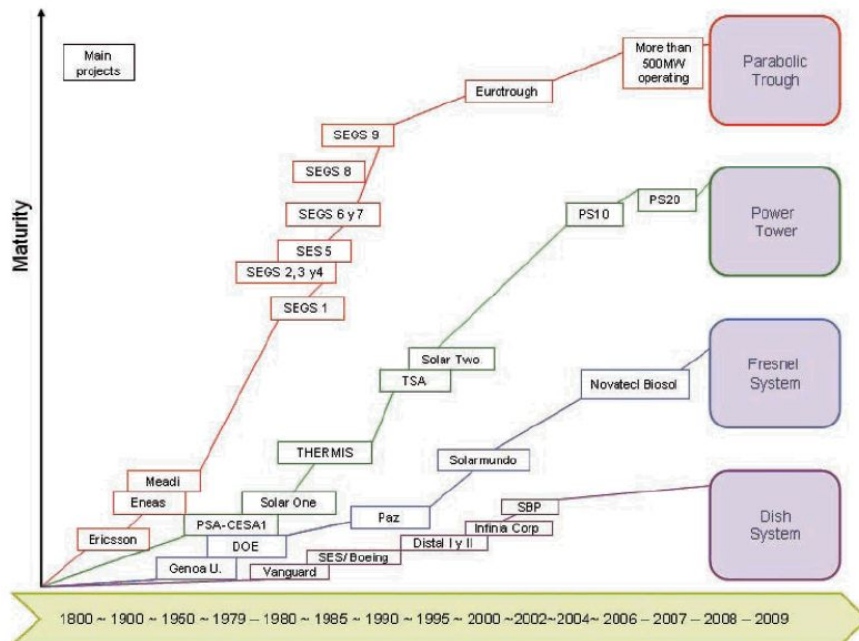 Main
projects
More than
500MW
operating
Parabolic
Trough
Eurotrough
SEGS 9
SEGS 8
SEGS 6 y 7
PS10
PS20
Power
Tower
SES 5
SEGS 2, 3 y4
SEGS 1
Maturity
Solar Two
TSA
Novatecl Biosol
Fresnel
System
THERMIS
Solarmundo
Meadi
Eneas
Solar One
SBP
Paz
PSA-CESA1
Infinia Corp
Dish
System
Ericsson
DOE
Distal I y II
SES/ Boeing
Genoa U.
Vanguard
1800 ~ 1900 ~ 1950 ~ 1979 – 1980 ~ 1985 ~ 1990 ~ 1995 ~ 2000 ~2002~2004~ 2006 – 2007 – 2008 – 2009